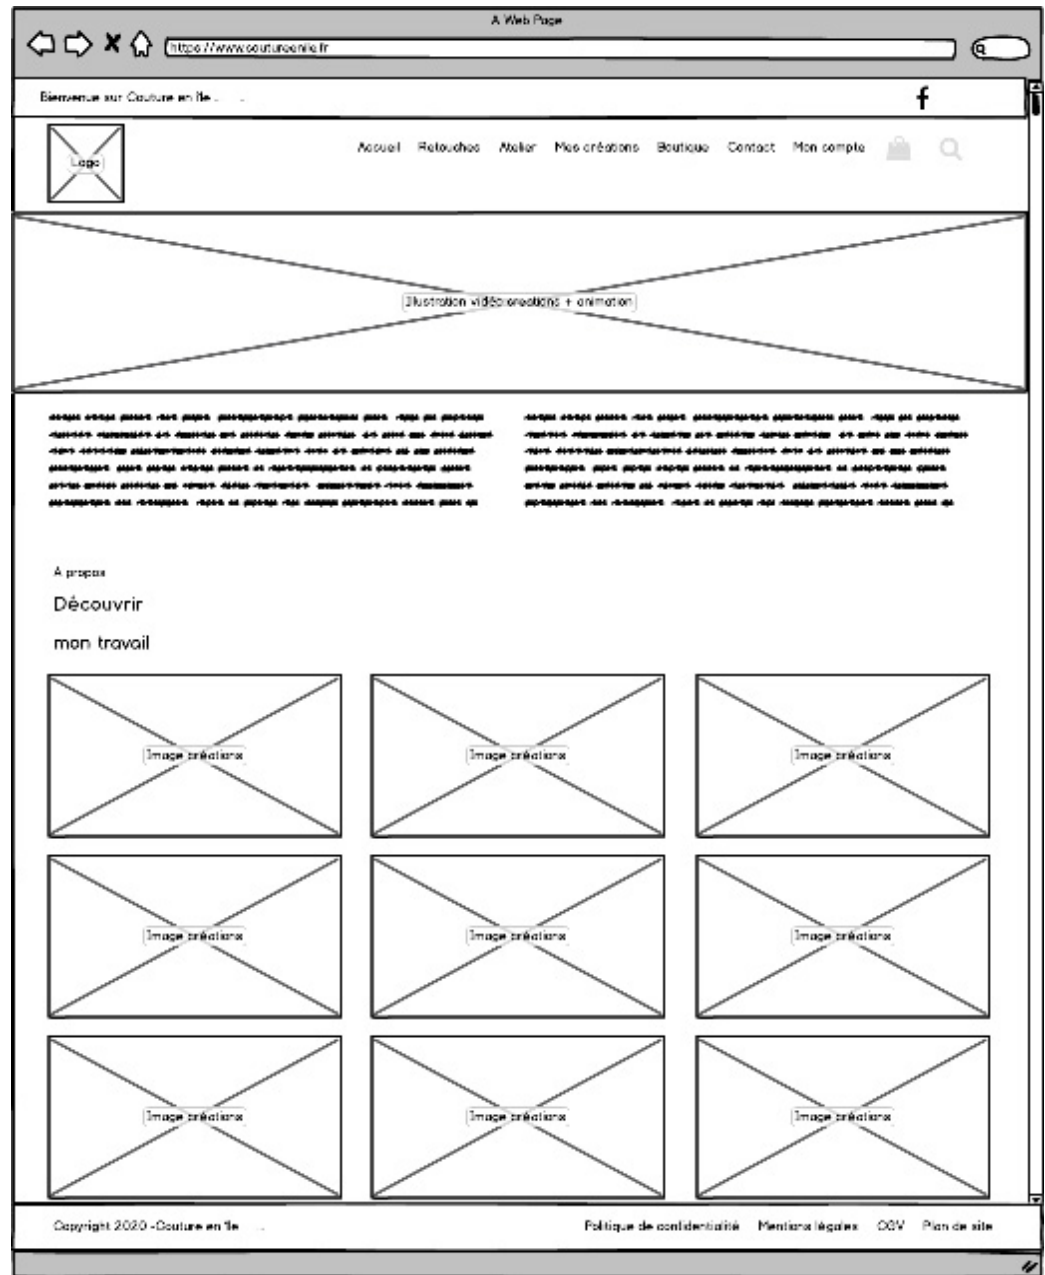 A Web Page
https://www.coutureenile.fr
Bienvenue sur Couture en île
f
Logo
Accueil Retouches Atelier Mes créations Boutique Contact Mon compte
Illustration vidéo creations + animation
A propos
Découvrir
mon travail
Image créations Image créations Image créations
Image créations Image créations Image créations
Image créations Image créations Image créations
Copyright 2020 -Couture en île
Politique de confidentialité Mentions légales CGV Plan de site